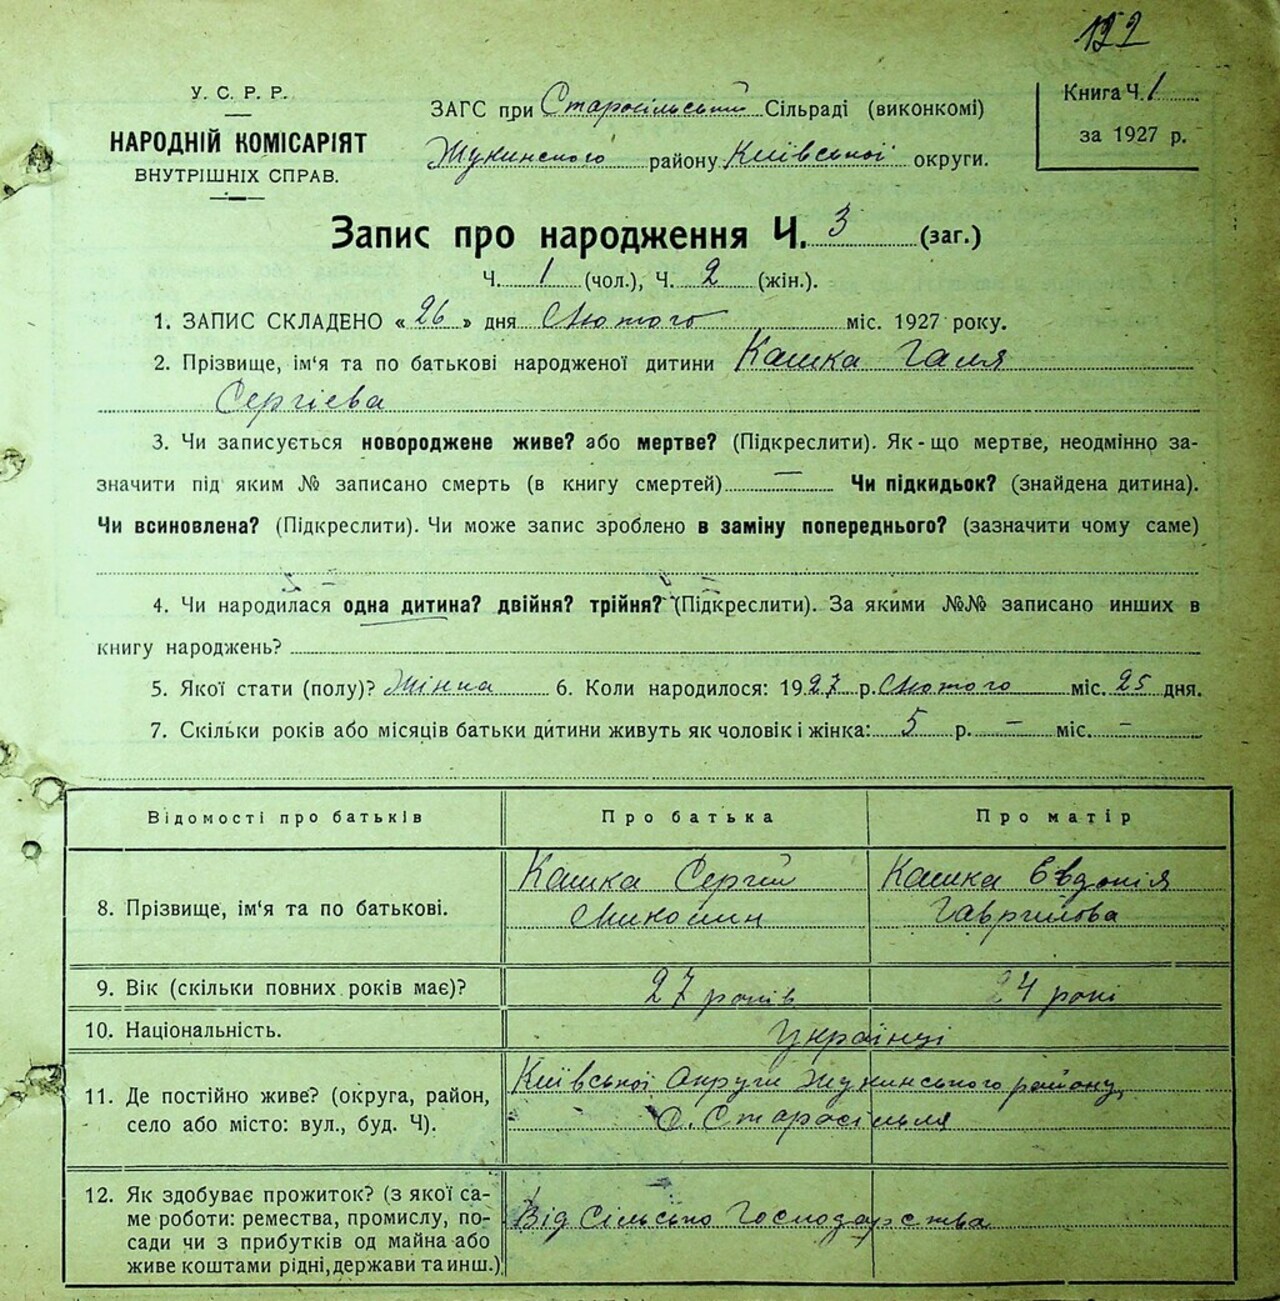 122
У. С. Р. Р.
НАРОДНІЙ КОМІСАРІЯТ
ВНУТРІШНІХ СПРАВ.
ЗАГС при Старосільський Сільраді (виконкомі)
Жукинского району Київської округи.
Книга Ч. 1
за 1927 р.
Запис про народження Ч. 3 (заг.)
Ч. 1 (чол.), Ч. 2 (жін.).
1. ЗАПИС СКЛАДЕНО « 26 » дня Лютого міс. 1927 року.
2. Прізвище, ім'я та по батькові народженої дитини Кашка Галя
Сергієва
3. Чи записується новороджене живе? або мертве? (Підкреслити). Як-що мертве, неодмінно за-
значити під яким № записано смерть (в книгу смертей) — Чи підкидьок? (знайдена дитина).
Чи всиновлена? (Підкреслити). Чи може запис зроблено в заміну попереднього? (зазначити чому саме)
4. Чи народилася одна дитина? двійня? трійня? (Підкреслити). За якими №№ записано инших в
книгу народжень?
5. Якої стати (полу)? Жінка 6. Коли народилося: 1927 р. Лютого міс. 25 дня.
7. Скільки років або місяців батьки дитини живуть як чоловік і жінка: 5 р. — міс. —
Відомості про батьків Про батька Про матір
8. Прізвище, ім'я та по батькові.
Кашка Сергій
Миколин
Кашка Евдокія
Гаврилова
9. Вік (скільки повних років має)? 27 років 24 рокі
10. Національність. Українці
11. Де постійно живе? (округа, район,
село або місто: вул., буд. Ч).
Київської Округи Жукинського району
С. Старосілля
12. Як здобуває прожиток? (з якої са-
ме роботи: ремества, промислу, по-
сади чи з прибутків од майна або
живе коштами рідні, держави та инш.)
Від Сільсько Господарства